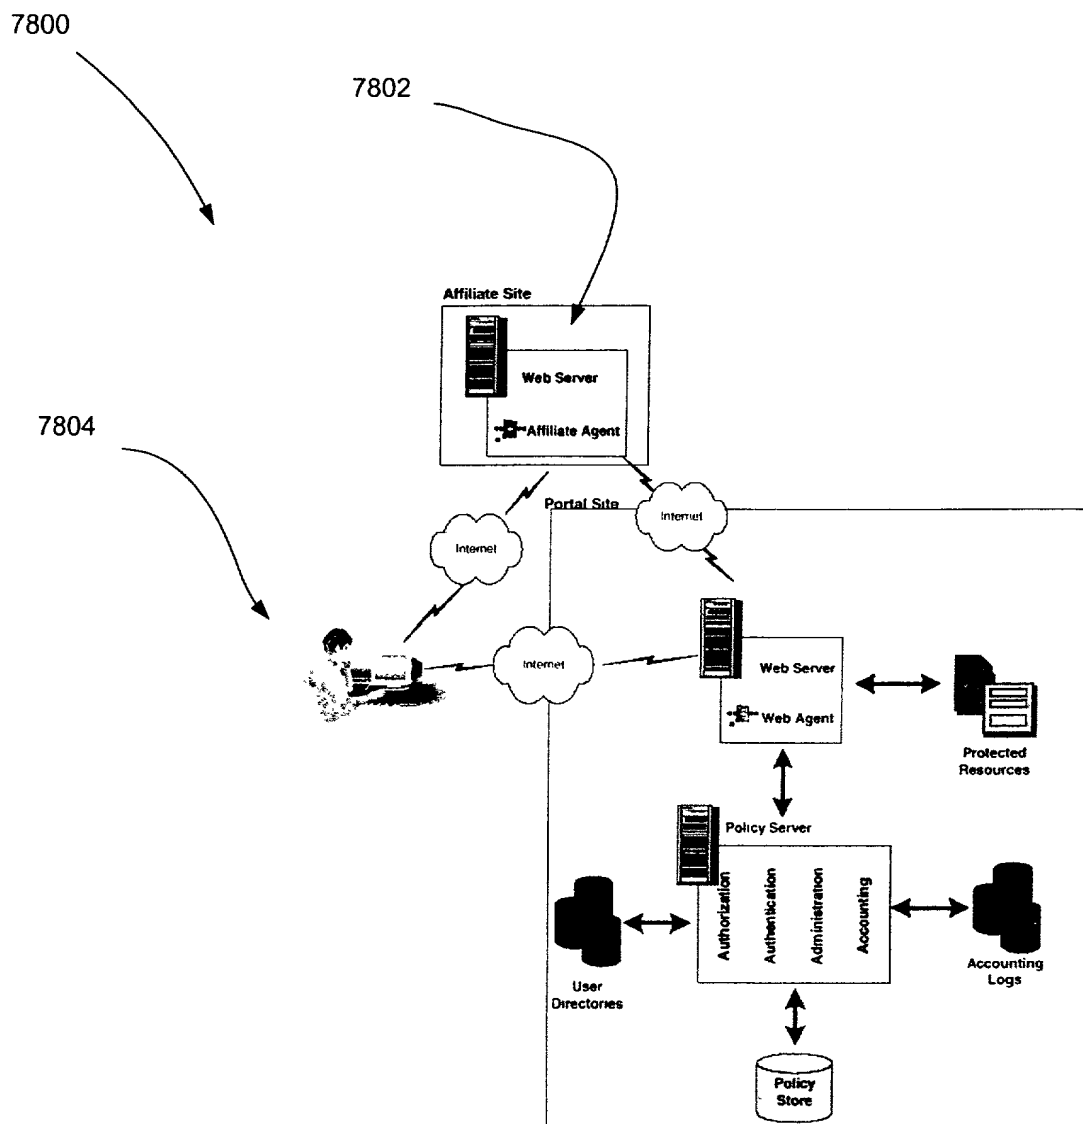 7800
7802
Affiliate Site
Web Server
Affiliate Agent
7804
Portal Site
Internet
Internet
Internet
Web Server
Web Agent
Protected
Resources
Policy Server
Authorization
Authentication
Administration
Accounting
User
Directories
Accounting
Logs
Policy
Store